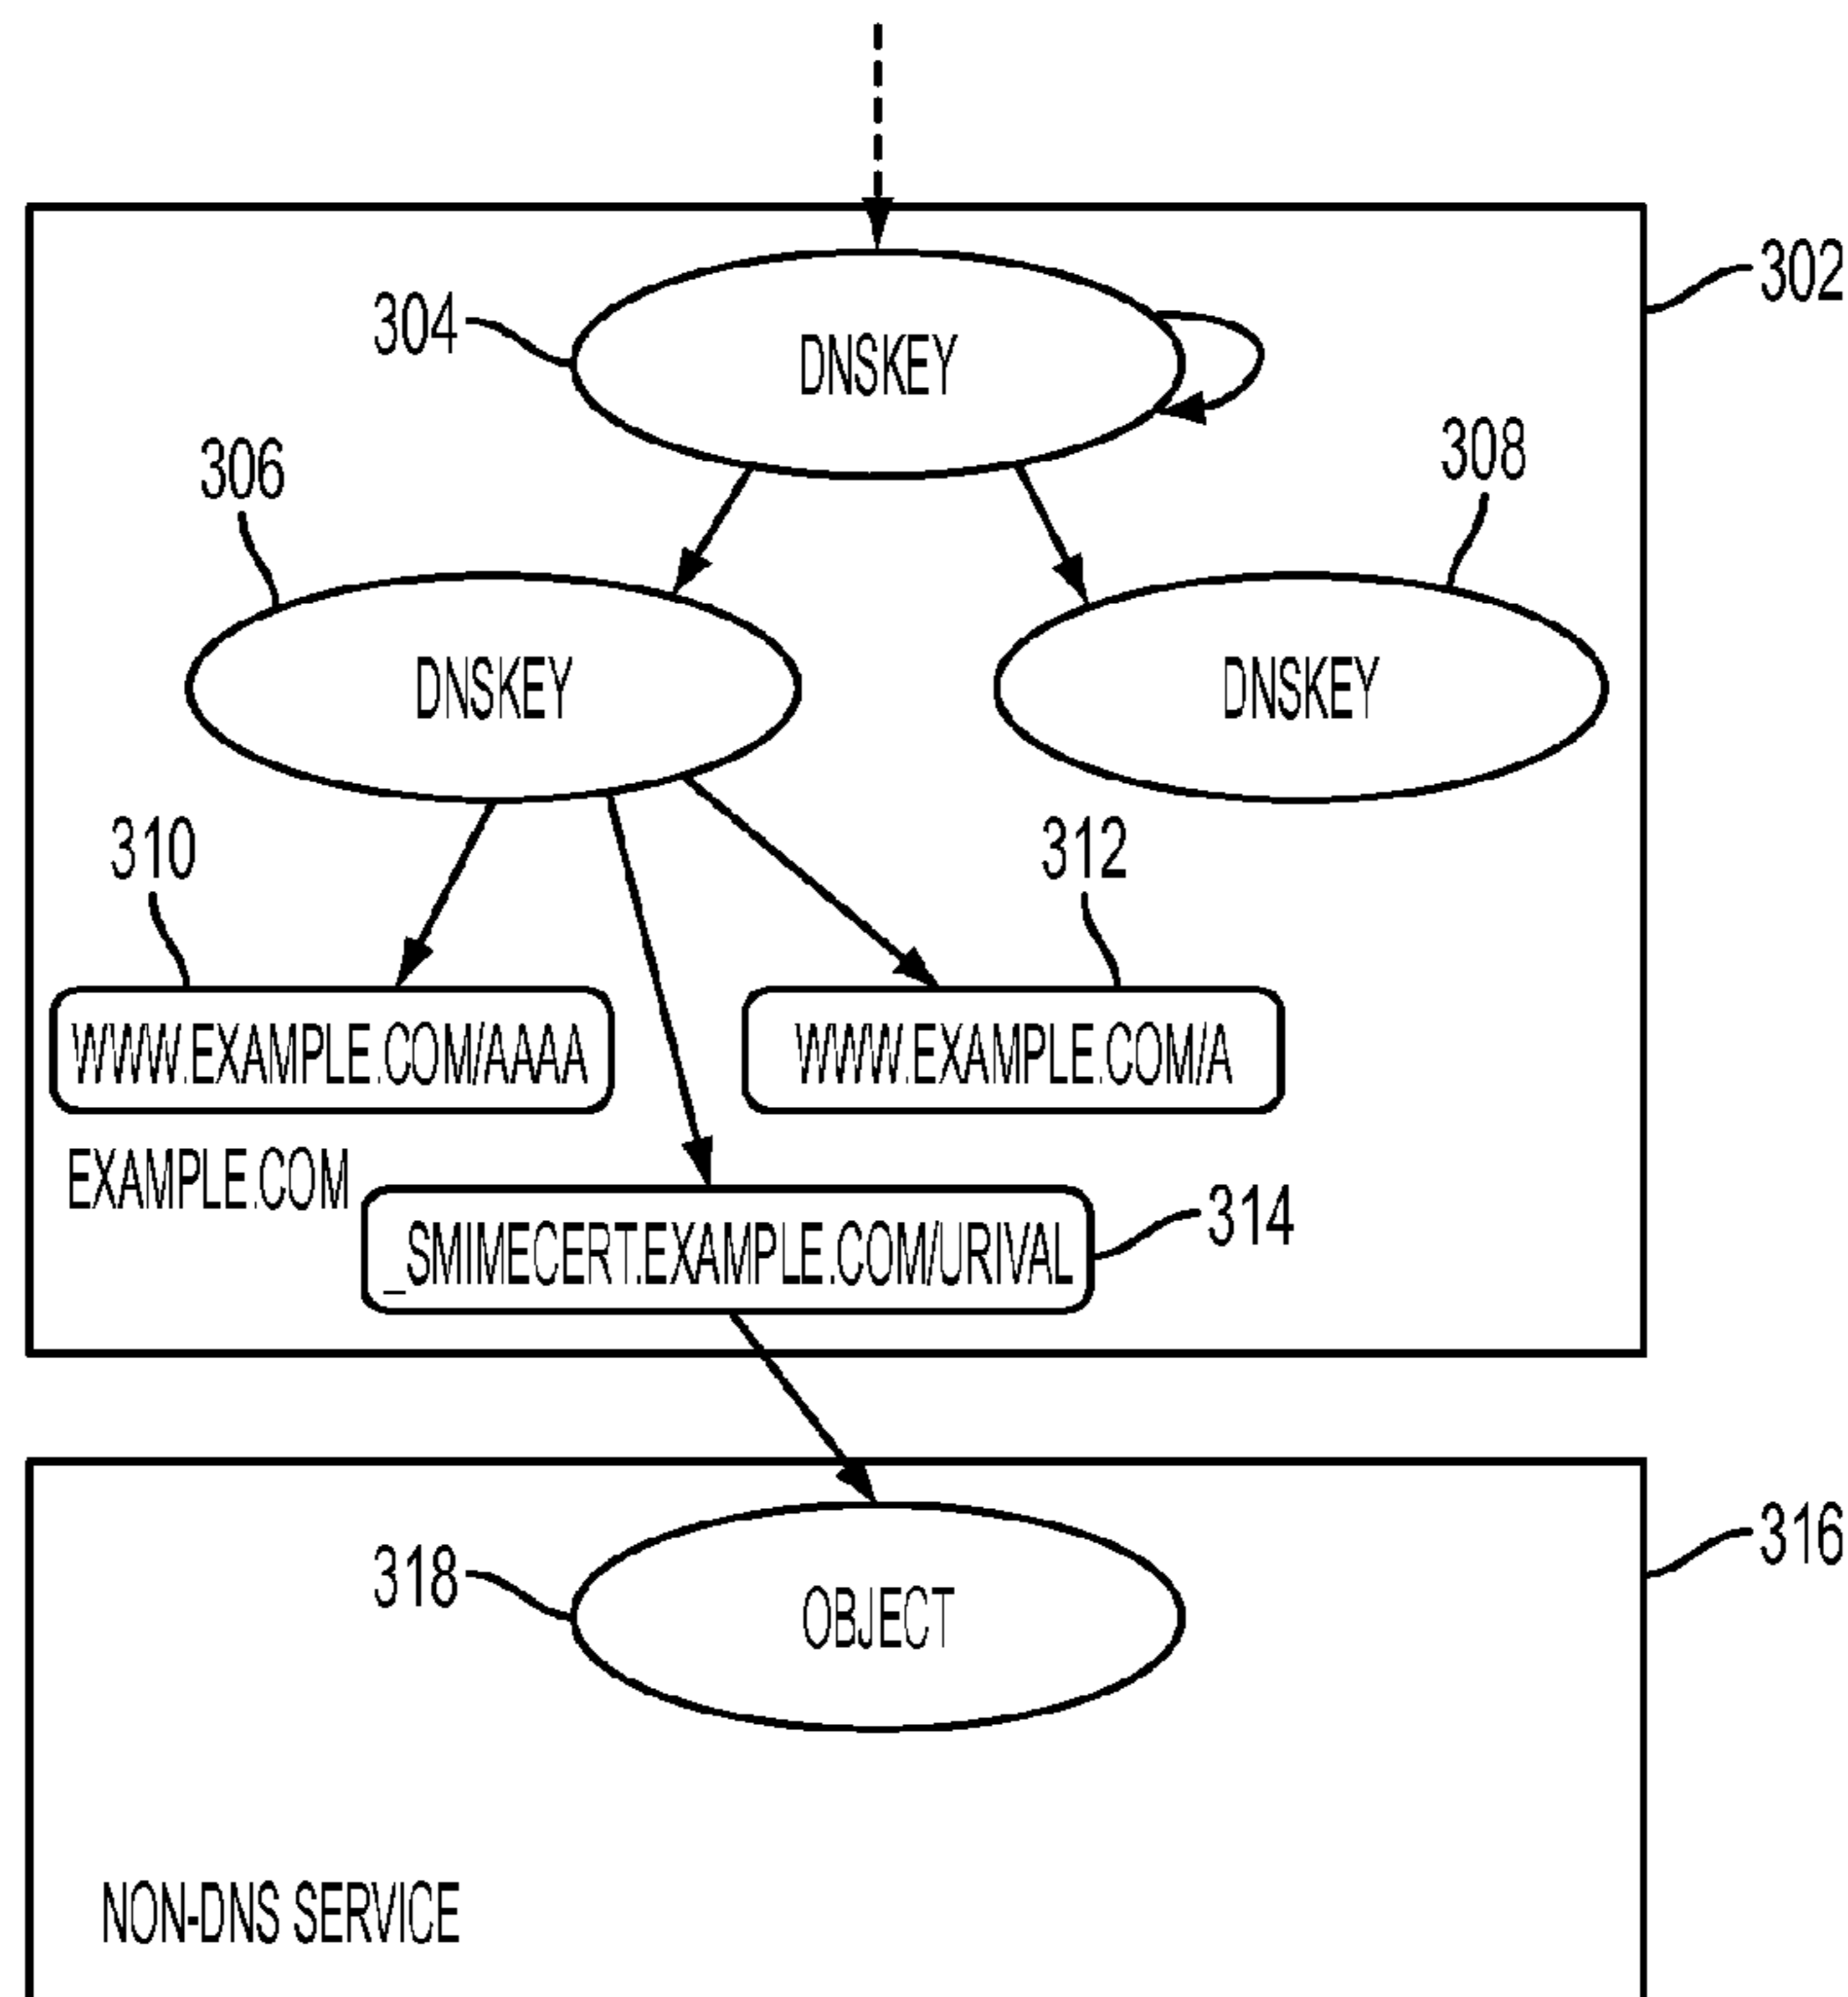 302
304
DNSKEY
306
308
DNSKEY
DNSKEY
310
312
WWW.EXAMPLE.COM/AAAA
WWW.EXAMPLE.COM/A
EXAMPLE.COM
_SMIMECERT.EXAMPLE.COM/URIVAL
314
316
318
OBJECT
NON-DNS SERVICE